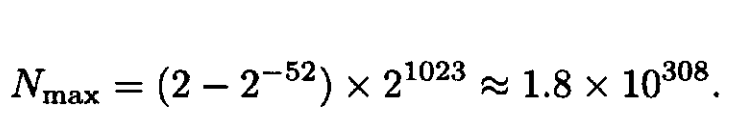 N_max = (2 − 2^−52) × 2^1023 ≈ 1.8 × 10^308.